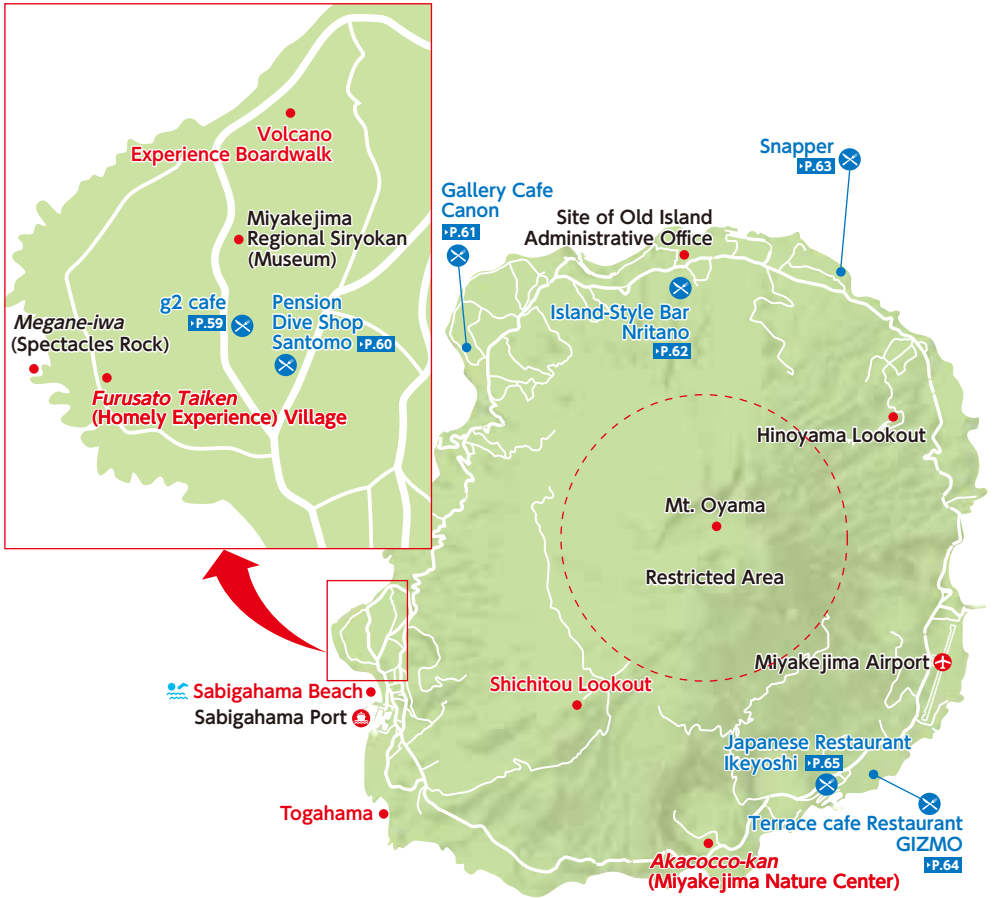 Volcano
Experience Boardwalk
Miyakejima
Regional Siryokan
(Museum)
g2 cafe
P.59
Pension
Dive Shop
Santomo P.60
Megane-iwa
(Spectacles Rock)
Furusato Taiken
(Homely Experience) Village
Gallery Cafe
Canon
P.61
Site of Old Island
Administrative Office
Snapper
P.63
Island-Style Bar
Nritano
P.62
Hinoyama Lookout
Mt. Oyama
Restricted Area
Miyakejima Airport
Sabigahama Beach
Sabigahama Port
Shichitou Lookout
Togahama
Japanese Restaurant
Ikeyoshi P.65
Terrace cafe Restaurant
GIZMO
P.64
Akacocco-kan
(Miyakejima Nature Center)